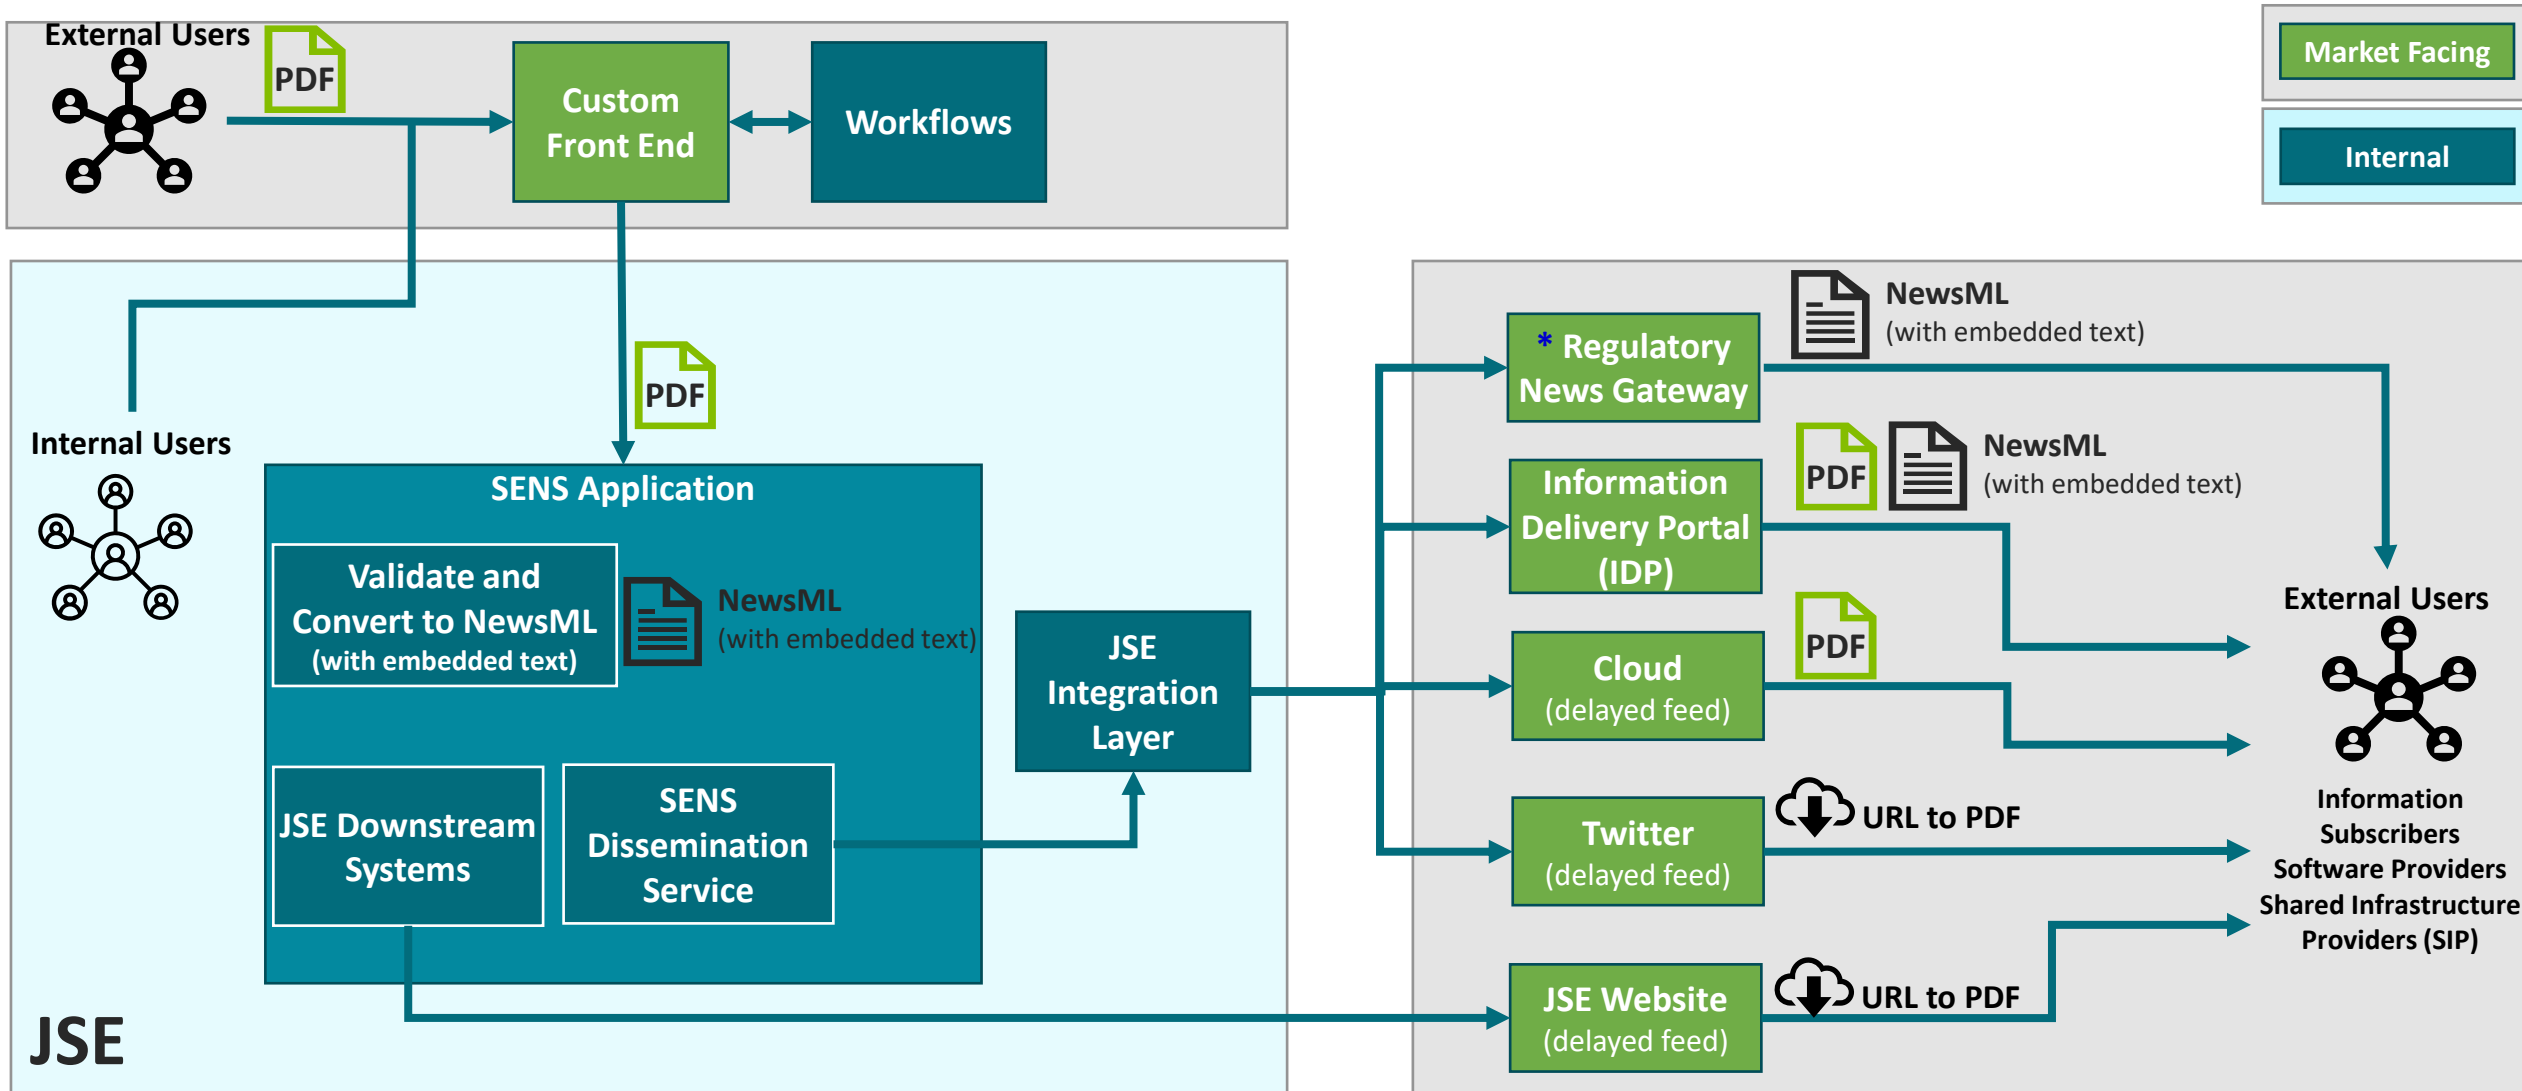 External Users
PDF
Custom
Front End
Workflows
Market Facing
Internal
PDF
Internal Users
SENS Application
Validate and
Convert to NewsML
(with embedded text)
NewsML
(with embedded text)
JSE Downstream
Systems
SENS
Dissemination
Service
JSE
Integration
Layer
JSE
* Regulatory
News Gateway
NewsML
(with embedded text)
Information
Delivery Portal
(IDP)
PDF
NewsML
(with embedded text)
Cloud
(delayed feed)
PDF
Twitter
(delayed feed)
URL to PDF
JSE Website
(delayed feed)
URL to PDF
External Users
Information
Subscribers
Software Providers
Shared Infrastructure
Providers (SIP)